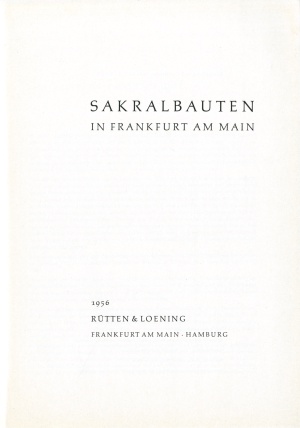 SAKRALBAUTEN
IN FRANKFURT AM MAIN
1956
RÜTTEN & LOENING
FRANKFURT AM MAIN · HAMBURG